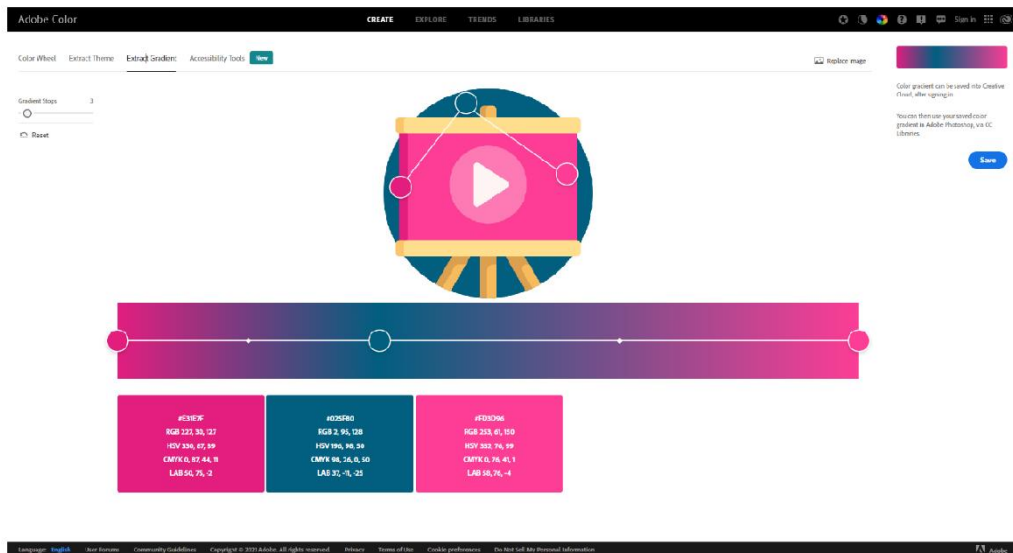 Adobe Color
CREATE EXPLORE TRENDS LIBRARIES
Sign in
Color Wheel Extract Theme Extract Gradient Accessibility Tools New
Replace image
Gradient Stops 3
Reset
Color gradient can be saved into Creative
Cloud, after signing in.
You can then use your saved color
gradient in Adobe Photoshop, via CC
Libraries.
Save
#E31E7F
RGB 227, 30, 127
HSV 330, 87, 89
CMYK 0, 87, 44, 11
LAB 50, 75, -2
#025F80
RGB 2, 95, 128
HSV 196, 98, 50
CMYK 98, 26, 0, 50
LAB 37, -11, -25
#FD3D96
RGB 253, 61, 150
HSV 332, 76, 99
CMYK 0, 76, 41, 1
LAB 58, 76, -4
Language: English User Forums Community Guidelines Copyright © 2021 Adobe. All rights reserved. Privacy Terms of Use Cookie preferences Do Not Sell My Personal Information
Adobe